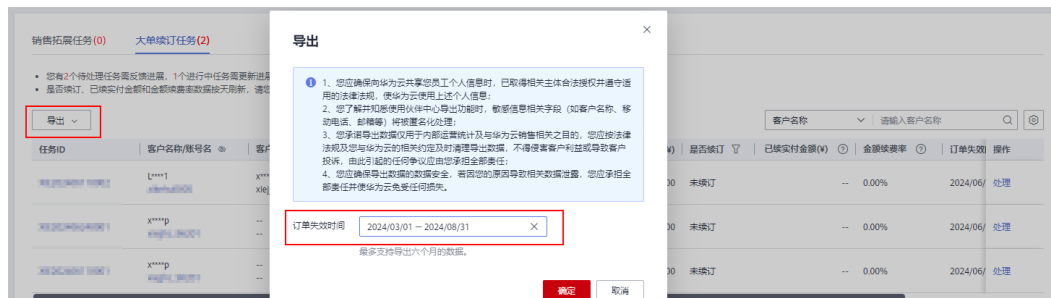 销售拓展任务(0) 大单续订任务(2)
导出
您有2个待处理任务需反馈进展，1个进行中任务需更新进展
是否续订、已续实付金额和金额续费率数据按天刷新，请您
1、您应确保向华为云共享您员工个人信息时，已取得相关主体合法授权并遵守适
用的法律法规，使华为云使用上述个人信息；
2、您了解并知悉使用伙伴中心导出功能时，敏感信息相关字段（如客户名称、移
动电话、邮箱等）将被匿名化处理；
3、您承诺导出数据仅用于内部运营统计及与华为云销售相关之目的，您应按法律
法规及您与华为云的相关约定及时清理导出数据，不得侵害客户利益或导致客户
投诉，由此引起的任何争议应由您承担全部责任；
4、您应确保导出数据的数据安全，若因您的原因导致相关数据泄露，您应承担全
部责任并使华为云免受任何损失。
导出
客户名称 请输入客户名称
任务ID 客户名称/账号名 客户 (¥) 是否续订 已续实付金额(¥) 金额续费率 订单失效 操作
t****1 x*** 00 未续订 -- 0.00% 2024/06/ 处理
xiej
x****p -- 00 未续订 -- 0.00% 2024/06/ 处理
--
订单失效时间 2024/03/01 — 2024/08/31
最多支持导出六个月的数据。
x****p -- 00 未续订 -- 0.00% 2024/06/ 处理
--
确定 取消